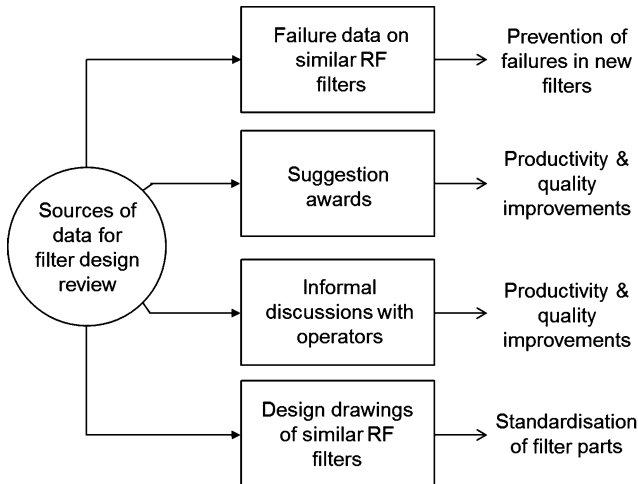 Sources of
data for
filter design
review
Failure data on
similar RF
filters
Prevention of
failures in new
filters
Suggestion
awards
Productivity &
quality
improvements
Informal
discussions with
operators
Productivity &
quality
improvements
Design drawings
of similar RF
filters
Standardisation
of filter parts